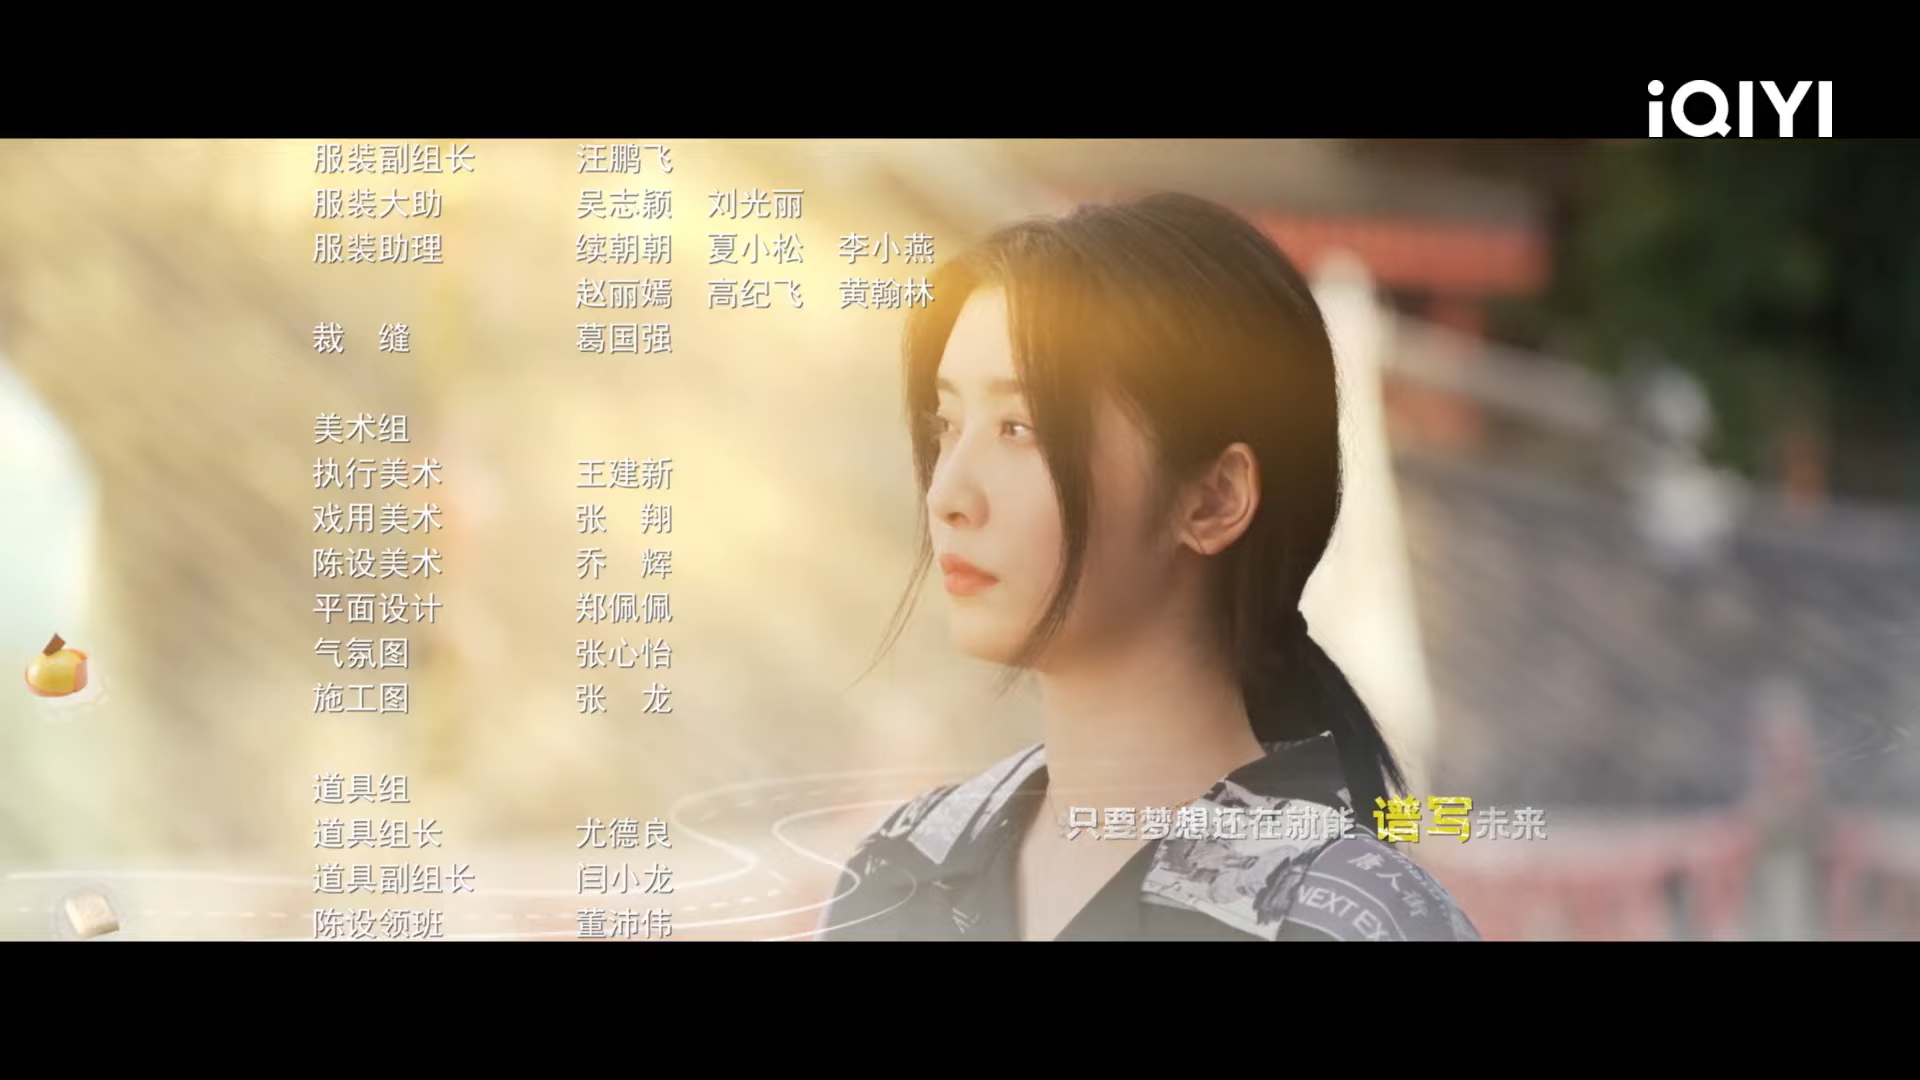 iQIYI
服装副组长 汪鹏飞
服装大助 吴志颖 刘光丽
服装助理 续朝朝 夏小松 李小燕
赵丽嫣 高纪飞 黄翰林
裁 缝 葛国强
美术组
执行美术 王建新
戏用美术 张 翔
陈设美术 乔 辉
平面设计 郑佩佩
气氛图 张心怡
施工图 张 龙
道具组
道具组长 尤德良
道具副组长 闫小龙
陈设领班 董沛伟
只要梦想还在就能 谱写未来
唐人街
NEXT EX